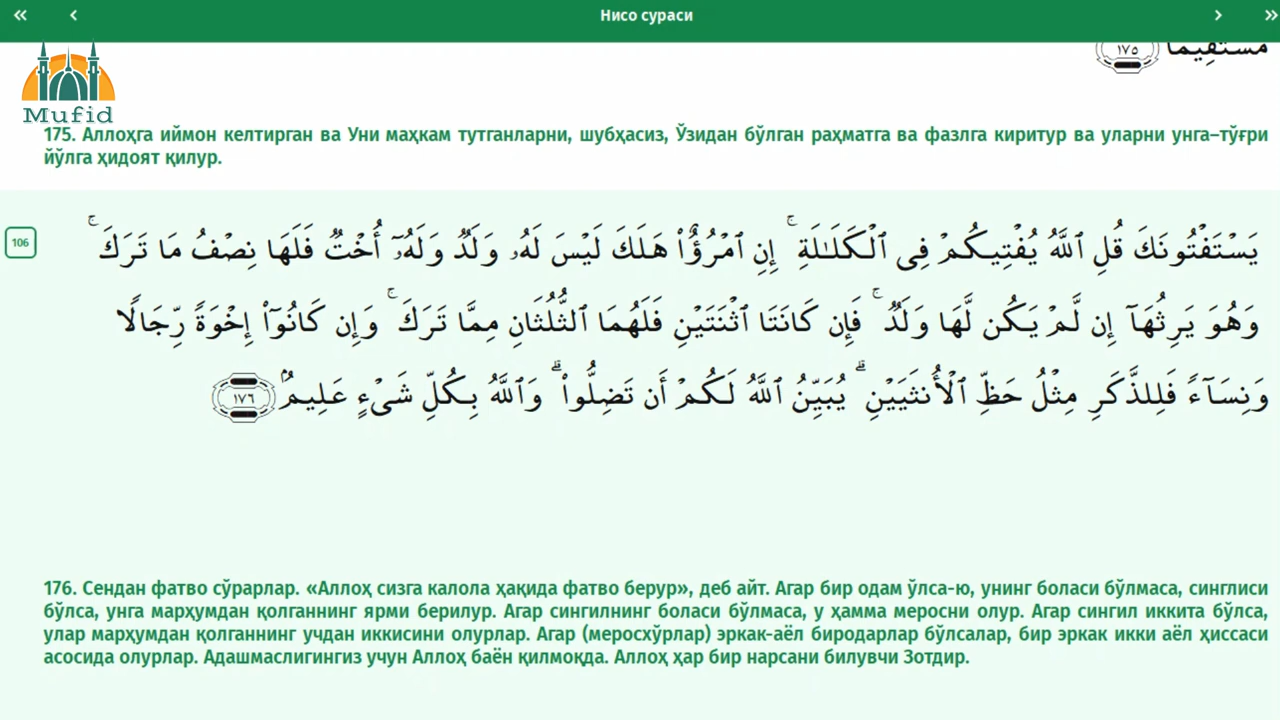 Нисо сураси
مُّسْتَقِيمًا ١٧٥
Mufid
175. Аллоҳга иймон келтирган ва Уни маҳкам тутганларни, шубҳасиз, Ўзидан бўлган раҳматга ва фазлга киритур ва уларни унга–тўғри
йўлга ҳидоят қилур.
106
يَسْتَفْتُونَكَ قُلِ ٱللَّهُ يُفْتِيكُمْ فِى ٱلْكَلَـٰلَةِ ۚ إِنِ ٱمْرُؤٌا۟ هَلَكَ لَيْسَ لَهُۥ وَلَدٌ وَلَهُۥٓ أُخْتٌ فَلَهَا نِصْفُ مَا تَرَكَ ۚ
وَهُوَ يَرِثُهَآ إِن لَّمْ يَكُن لَّهَا وَلَدٌ ۚ فَإِن كَانَتَا ٱثْنَتَيْنِ فَلَهُمَا ٱلثُّلُثَانِ مِمَّا تَرَكَ ۚ وَإِن كَانُوٓا۟ إِخْوَةً رِّجَالًا
وَنِسَآءً فَلِلذَّكَرِ مِثْلُ حَظِّ ٱلْأُنثَيَيْنِ ۗ يُبَيِّنُ ٱللَّهُ لَكُمْ أَن تَضِلُّوا۟ ۗ وَٱللَّهُ بِكُلِّ شَىْءٍ عَلِيمٌۢ ١٧٦
176. Сендан фатво сўрарлар. «Аллоҳ сизга калола ҳақида фатво берур», деб айт. Агар бир одам ўлса-ю, унинг боласи бўлмаса, синглиси
бўлса, унга марҳумдан қолганнинг ярми берилур. Агар сингилнинг боласи бўлмаса, у ҳамма меросни олур. Агар сингил иккита бўлса,
улар марҳумдан қолганнинг учдан иккисини олурлар. Агар (меросхўрлар) эркак-аёл биродарлар бўлсалар, бир эркак икки аёл ҳиссаси
асосида олурлар. Адашмаслигингиз учун Аллоҳ баён қилмоқда. Аллоҳ ҳар бир нарсани билувчи Зотдир.